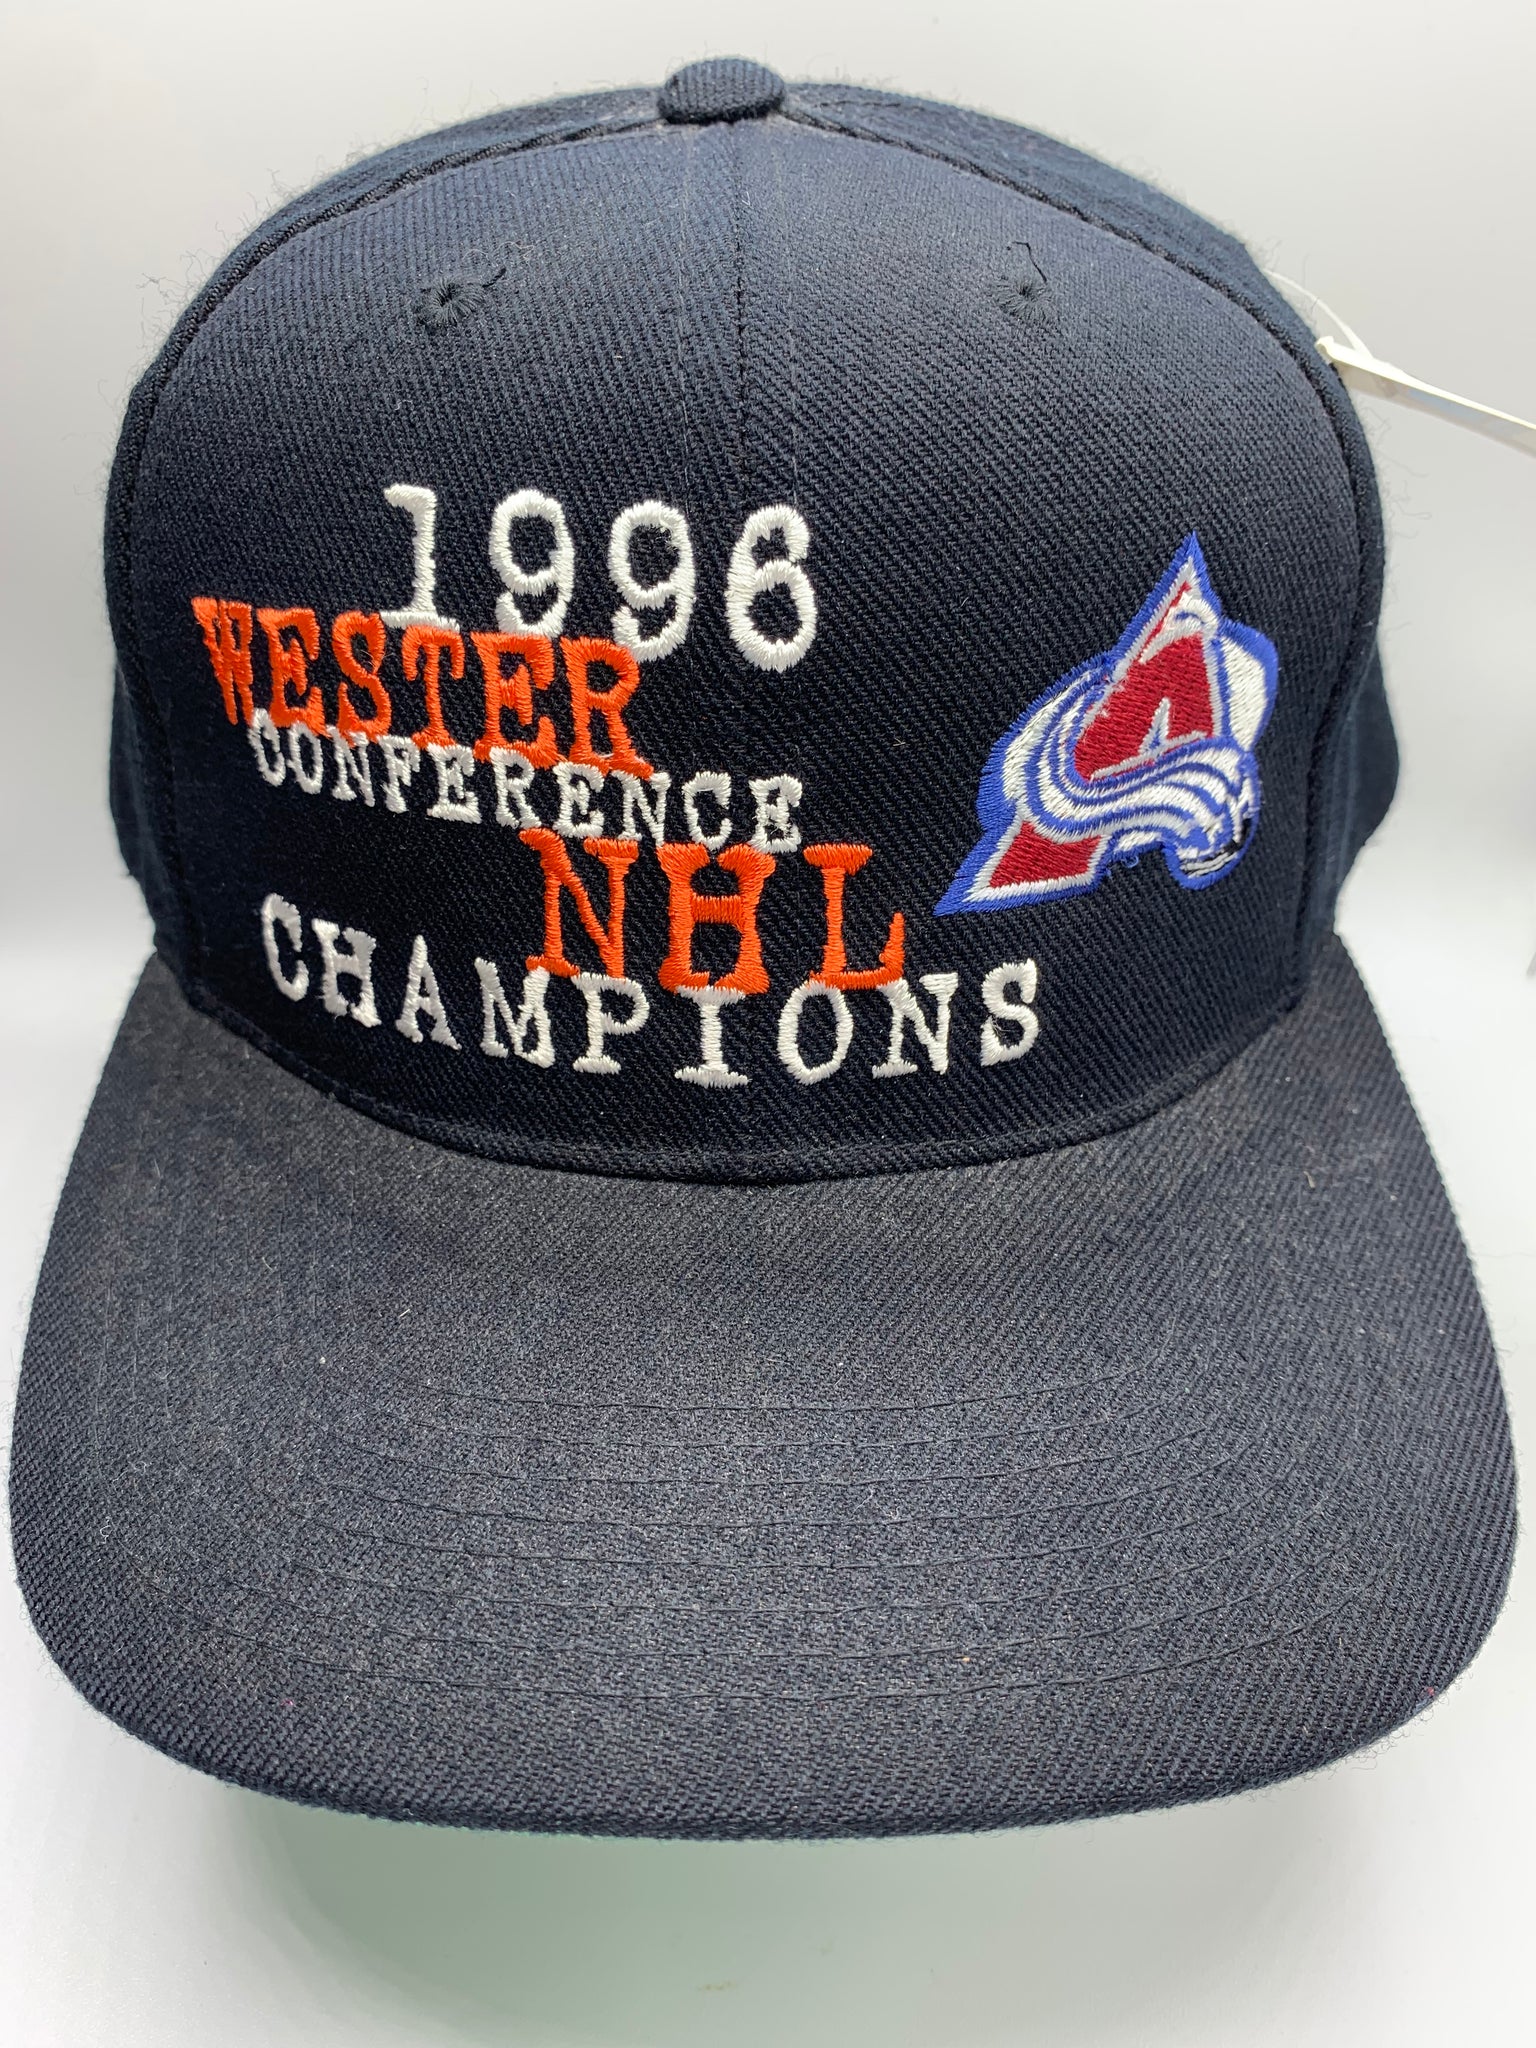 1996
WESTER
CONFERENCE
NHL
CHAMPIONS